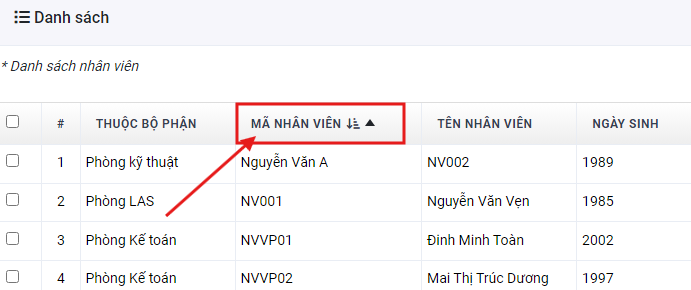 Danh sách
* Danh sách nhân viên
# THUỘC BỘ PHẬN MÃ NHÂN VIÊN TÊN NHÂN VIÊN NGÀY SINH
1 Phòng kỹ thuật Nguyễn Văn A NV002 1989
2 Phòng LAS NV001 Nguyễn Văn Vẹn 1985
3 Phòng Kế toán NVVP01 Đinh Minh Toàn 2002
4 Phòng Kế toán NVVP02 Mai Thị Trúc Dương 1997